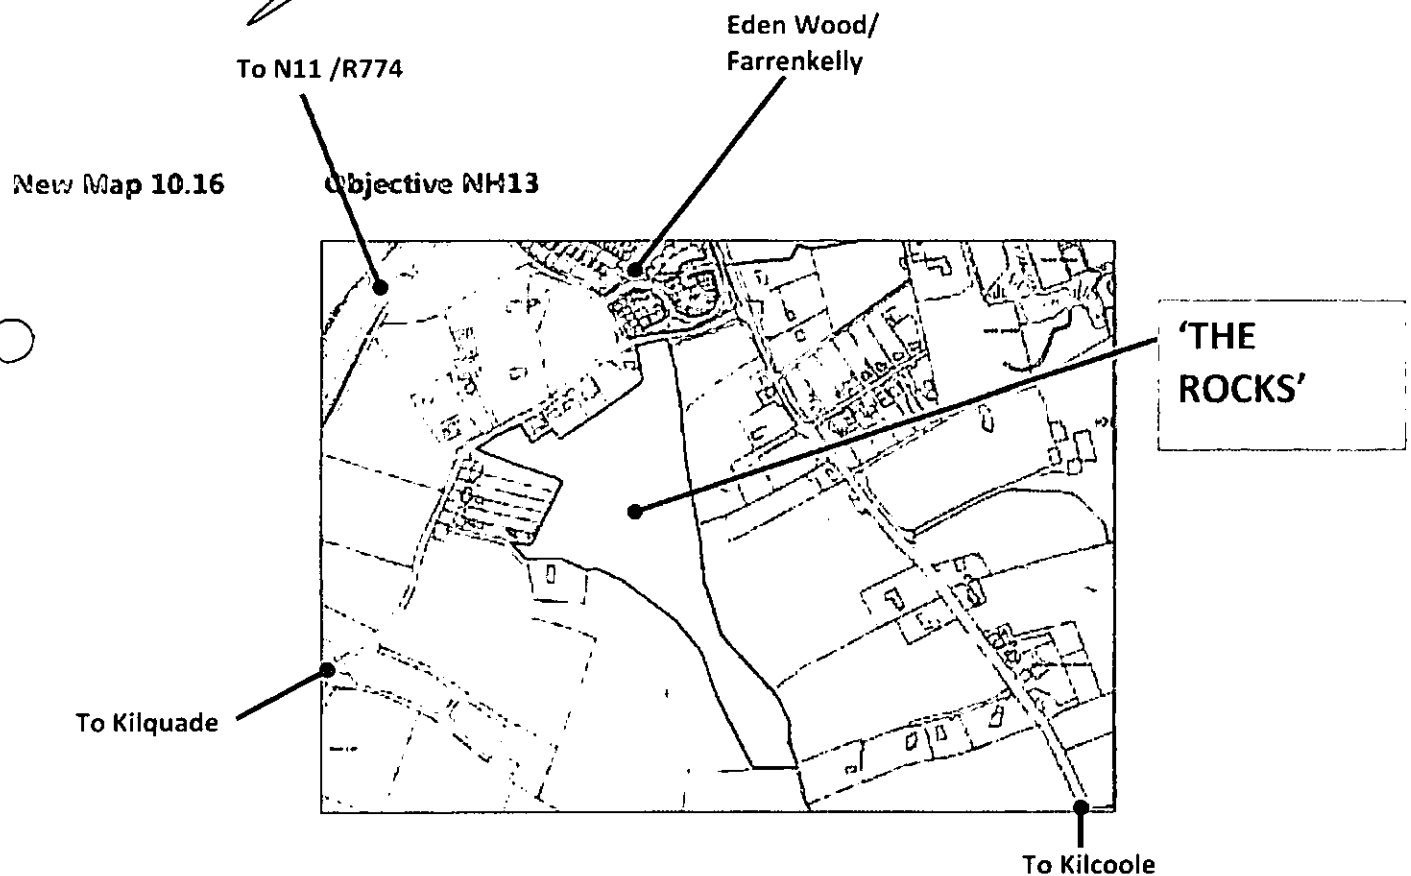 Eden Wood/
Farrenkelly
To N11 /R774
New Map 10.16 Objective NH13
‘THE
ROCKS’
To Kilquade
To Kilcoole